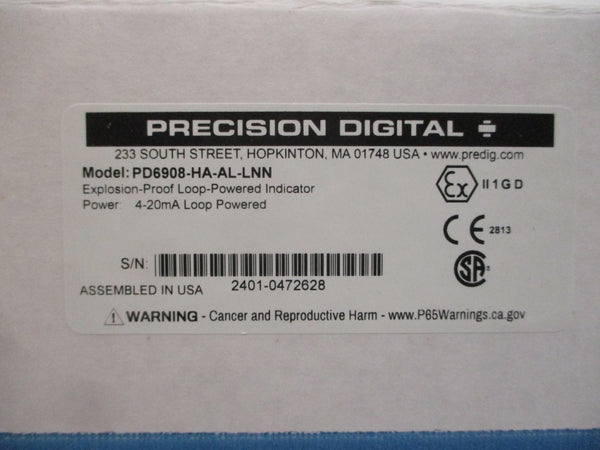 PRECISION DIGITAL
233 SOUTH STREET, HOPKINTON, MA 01748 USA • www.predig.com
Model: PD6908-HA-AL-LNN
Explosion-Proof Loop-Powered Indicator
Power: 4-20mA Loop Powered
Ex II 1 G D
CE 2813
S/N:
SA
ASSEMBLED IN USA
2401-0472628
WARNING - Cancer and Reproductive Harm - www.P65Warnings.ca.gov